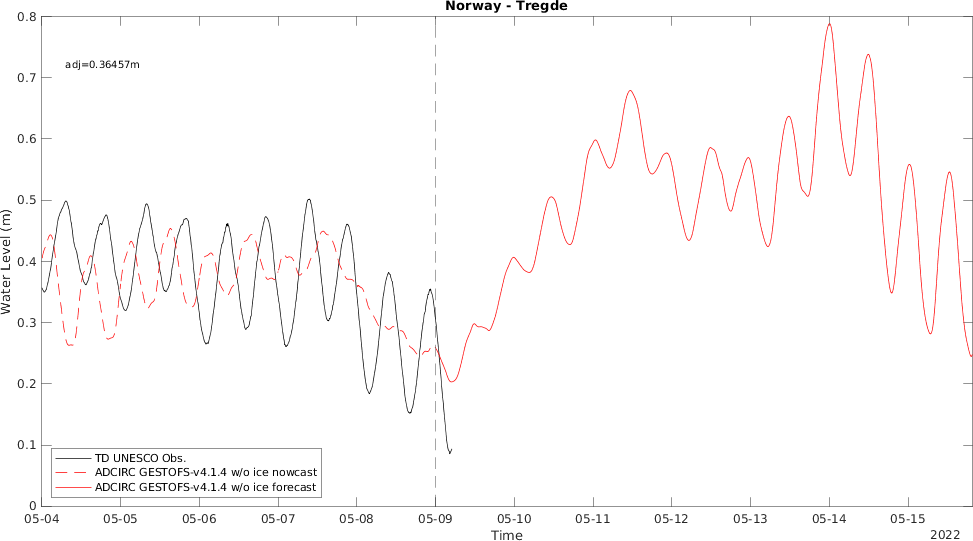 Norway - Tregde
adj=0.36457m
Water Level (m)
0.8
0.7
0.6
0.5
0.4
0.3
0.2
0.1
0
TD UNESCO Obs.
ADCIRC GESTOFS-v4.1.4 w/o ice nowcast
ADCIRC GESTOFS-v4.1.4 w/o ice forecast
05-04 05-05 05-06 05-07 05-08 05-09 05-10 05-11 05-12 05-13 05-14 05-15
Time
2022